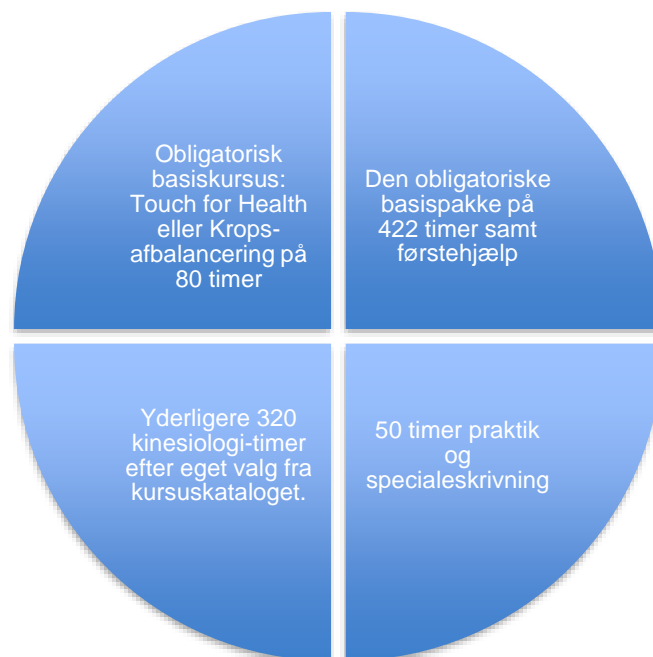 Obligatorisk
basiskursus:
Touch for Health
eller Krops-
afbalancering på
80 timer
Den obligatoriske
basispakke på
422 timer samt
førstehjælp
Yderligere 320
kinesiologi-timer
efter eget valg fra
kursuskataloget.
50 timer praktik
og
specialeskrivning